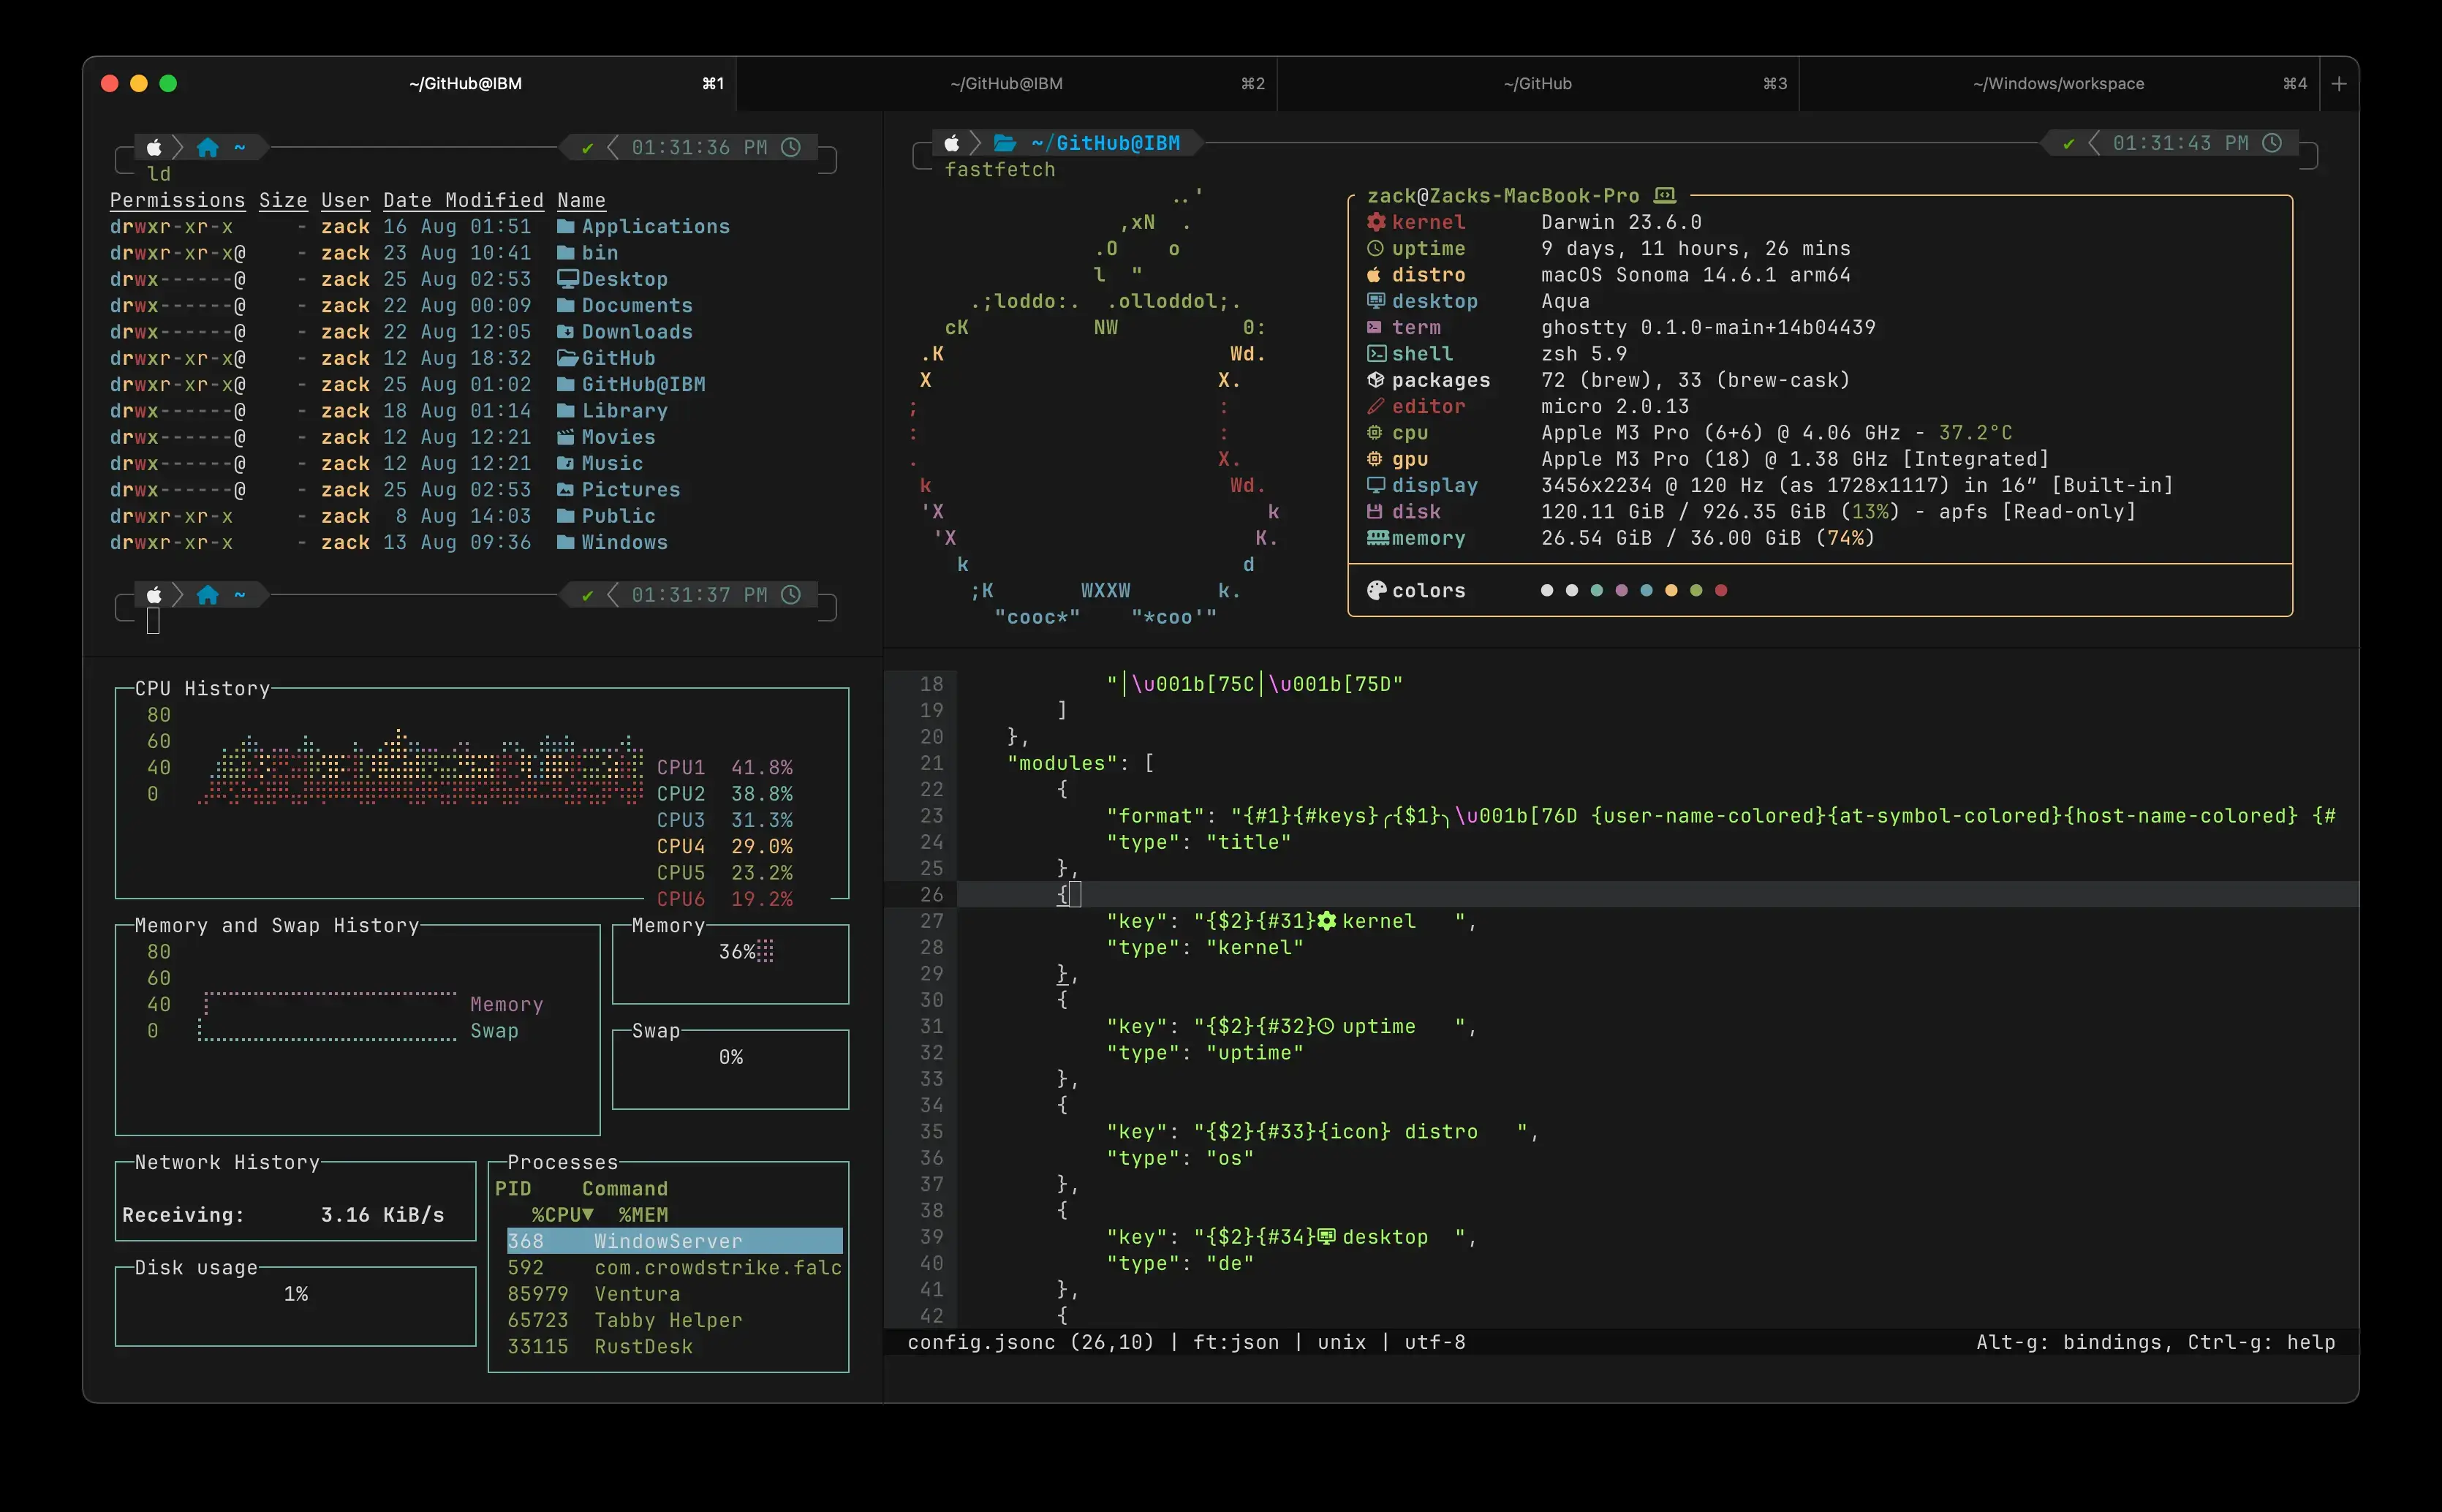 ~/GitHub@IBM ⌘1 ~/GitHub@IBM ⌘2 ~/GitHub ⌘3 ~/Windows/workspace ⌘4 +
~ ✔ 01:31:36 PM
ld
Permissions Size User Date Modified Name
drwxr-xr-x - zack 16 Aug 01:51 Applications
drwxr-xr-x@ - zack 23 Aug 10:41 bin
drwx------@ - zack 25 Aug 02:53 Desktop
drwx------@ - zack 22 Aug 00:09 Documents
drwx------@ - zack 22 Aug 12:05 Downloads
drwxr-xr-x@ - zack 12 Aug 18:32 GitHub
drwxr-xr-x@ - zack 25 Aug 01:02 GitHub@IBM
drwx------@ - zack 18 Aug 01:14 Library
drwx------@ - zack 12 Aug 12:21 Movies
drwx------@ - zack 12 Aug 12:21 Music
drwx------@ - zack 25 Aug 02:53 Pictures
drwxr-xr-x - zack 8 Aug 14:03 Public
drwxr-xr-x - zack 13 Aug 09:36 Windows
~ ✔ 01:31:37 PM
~/GitHub@IBM ✔ 01:31:43 PM
fastfetch
..'
,xN .
.O o
l "
.;loddo:. .olloddol;.
cK NW 0:
.K Wd.
X X.
; :
: :
. X.
k Wd.
'X k
'X K.
k d
;K WXXW k.
"cooc*" "*coo'"
zack@Zacks-MacBook-Pro
kernel Darwin 23.6.0
uptime 9 days, 11 hours, 26 mins
distro macOS Sonoma 14.6.1 arm64
desktop Aqua
term ghostty 0.1.0-main+14b04439
shell zsh 5.9
packages 72 (brew), 33 (brew-cask)
editor micro 2.0.13
cpu Apple M3 Pro (6+6) @ 4.06 GHz - 37.2°C
gpu Apple M3 Pro (18) @ 1.38 GHz [Integrated]
display 3456x2234 @ 120 Hz (as 1728x1117) in 16″ [Built-in]
disk 120.11 GiB / 926.35 GiB (13%) - apfs [Read-only]
memory 26.54 GiB / 36.00 GiB (74%)
colors
CPU History
80
60
40
0
CPU1 41.8%
CPU2 38.8%
CPU3 31.3%
CPU4 29.0%
CPU5 23.2%
CPU6 19.2%
Memory and Swap History
80
60
40
0
Memory
Swap
Memory
36%
Swap
0%
Network History
Receiving: 3.16 KiB/s
Disk usage
1%
Processes
PID Command
%CPU▼ %MEM
368 WindowServer
592 com.crowdstrike.falc
85979 Ventura
65723 Tabby Helper
33115 RustDesk
18 "│\u001b[75C│\u001b[75D"
19 ]
20 },
21 "modules": [
22 {
23 "format": "{#1}{#keys}╭{$1}╮\u001b[76D {user-name-colored}{at-symbol-colored}{host-name-colored} {#
24 "type": "title"
25 },
26 {
27 "key": "{$2}{#31} kernel ",
28 "type": "kernel"
29 },
30 {
31 "key": "{$2}{#32} uptime ",
32 "type": "uptime"
33 },
34 {
35 "key": "{$2}{#33}{icon} distro ",
36 "type": "os"
37 },
38 {
39 "key": "{$2}{#34} desktop ",
40 "type": "de"
41 },
42 {
config.jsonc (26,10) | ft:json | unix | utf-8 Alt-g: bindings, Ctrl-g: help